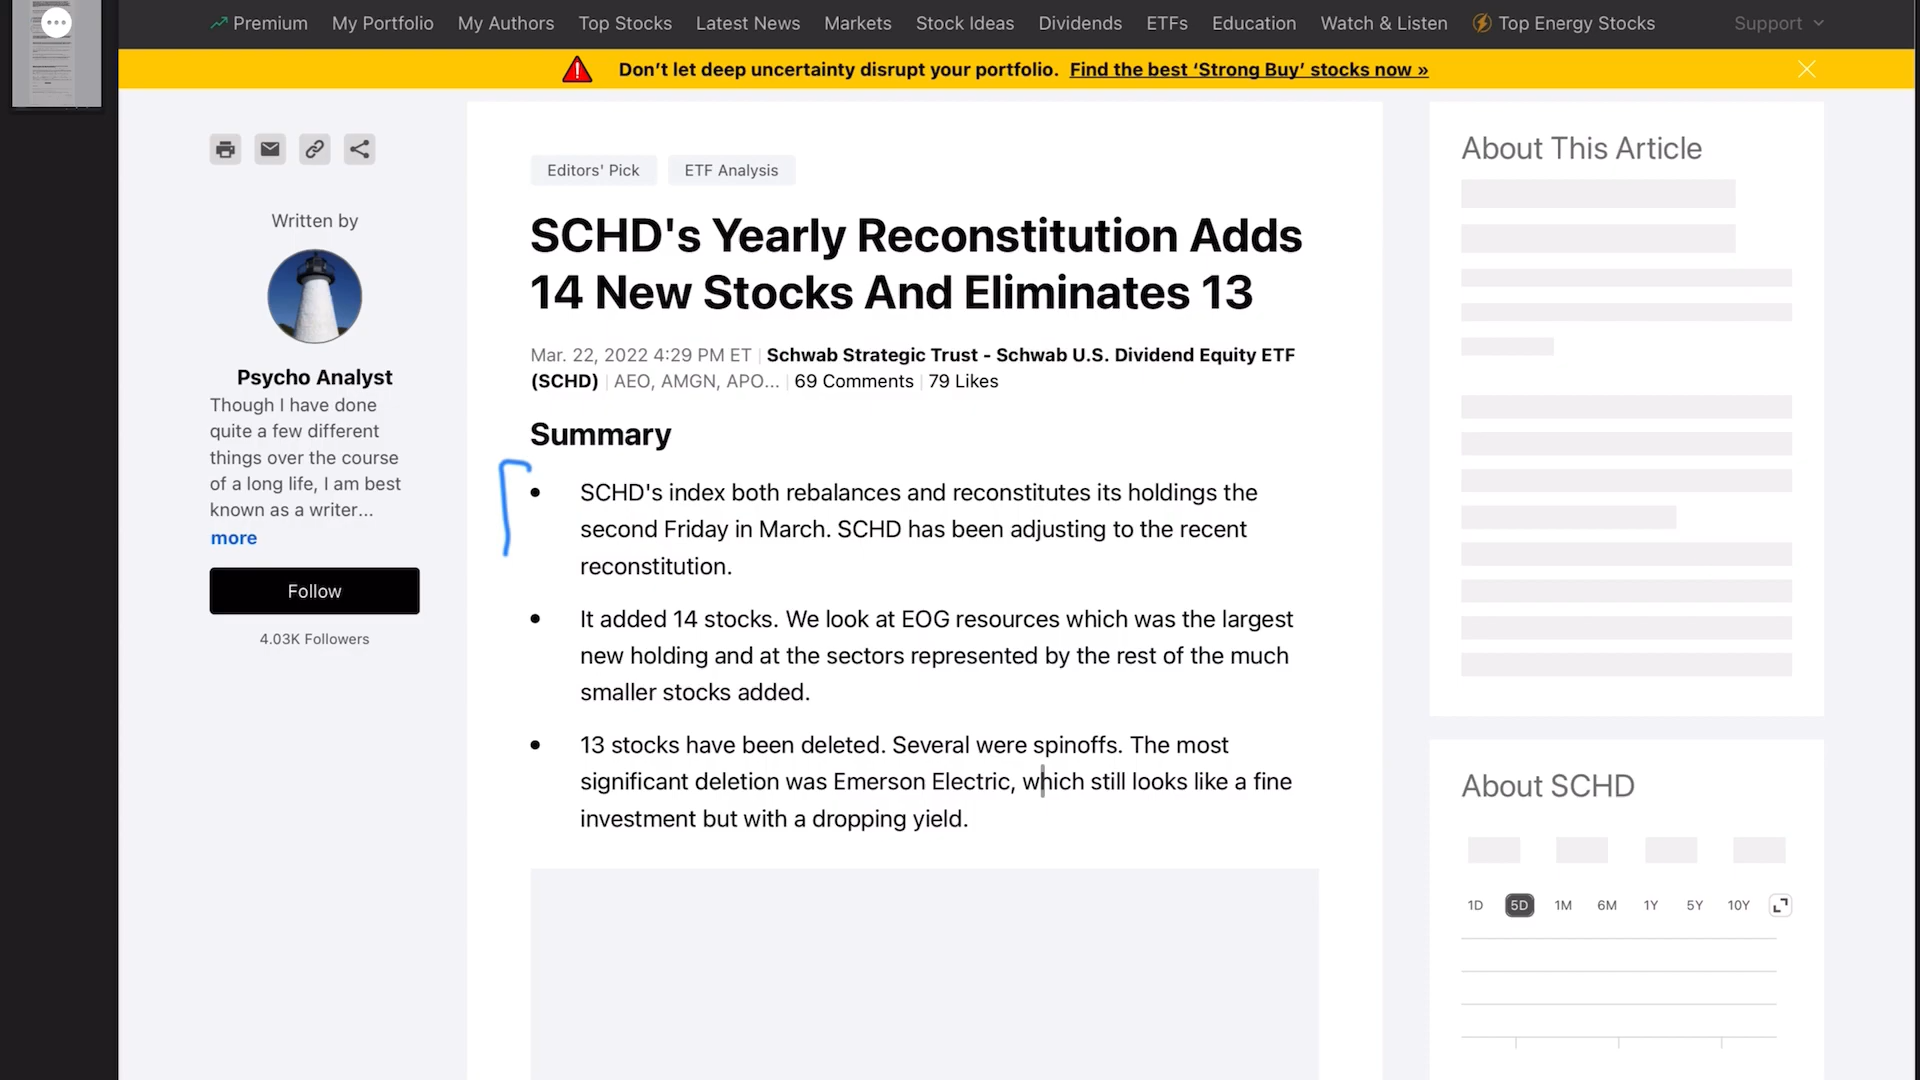 Premium My Portfolio My Authors Top Stocks Latest News Markets Stock Ideas Dividends ETFs Education Watch & Listen Top Energy Stocks Support
Don’t let deep uncertainty disrupt your portfolio. Find the best ‘Strong Buy’ stocks now »
Written by
Psycho Analyst
Though I have done
quite a few different
things over the course
of a long life, I am best
known as a writer...
more
Follow
4.03K Followers
Editors' Pick ETF Analysis
SCHD's Yearly Reconstitution Adds
14 New Stocks And Eliminates 13
Mar. 22, 2022 4:29 PM ET | Schwab Strategic Trust - Schwab U.S. Dividend Equity ETF
(SCHD) | AEO, AMGN, APO... | 69 Comments | 79 Likes
Summary
• SCHD's index both rebalances and reconstitutes its holdings the
second Friday in March. SCHD has been adjusting to the recent
reconstitution.
• It added 14 stocks. We look at EOG resources which was the largest
new holding and at the sectors represented by the rest of the much
smaller stocks added.
• 13 stocks have been deleted. Several were spinoffs. The most
significant deletion was Emerson Electric, which still looks like a fine
investment but with a dropping yield.
About This Article
About SCHD
1D 5D 1M 6M 1Y 5Y 10Y